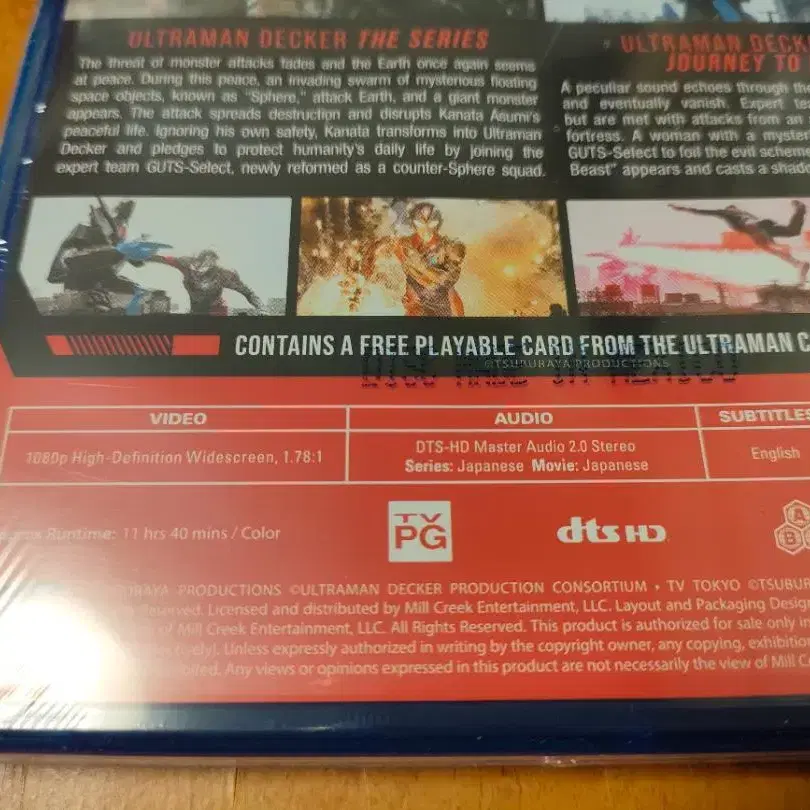 ULTRAMAN DECKER THE SERIES
The threat of monster attacks fades and the Earth once again seems
at peace. During this peace, an invading swarm of mysterious floating
space objects, known as "Sphere," attack Earth, and a giant monster
appears. The attack spreads destruction and disrupts Kanata Asumi's
peaceful life. Ignoring his own safety, Kanata transforms into Ultraman
Decker and pledges to protect humanity's daily life by joining the
expert team GUTS-Select, newly reformed as a counter-Sphere squad.
ULTRAMAN DECK
JOURNEY TO
A peculiar sound echoes through th
and eventually vanish. Expert te
but are met with attacks from an
fortress. A woman with a myster
GUTS-Select to foil the evil scheme
Beast" appears and casts a shad
CONTAINS A FREE PLAYABLE CARD FROM THE ULTRAMAN C
©TSUBURAYA PRODUCTIONS
DISC MADE IN MEXICO
VIDEO
1080p High-Definition Widescreen, 1.78:1
AUDIO
DTS-HD Master Audio 2.0 Stereo
Series: Japanese Movie: Japanese
SUBTITLES
English
Runtime: 11 hrs 40 mins / Color
TV
PG
dts HD
A
B
PRODUCTIONS ©ULTRAMAN DECKER PRODUCTION CONSORTIUM • TV TOKYO ©TSUBURA
Reserved. Licensed and distributed by Mill Creek Entertainment, LLC. Layout and Packaging Design
of Mill Creek Entertainment, LLC. All Rights Reserved. This product is authorized for sale only in
Unless expressly authorized in writing by the copyright owner, any copying, exhibition
Any views or opinions expressed in this product are not necessarily the view of Mill C